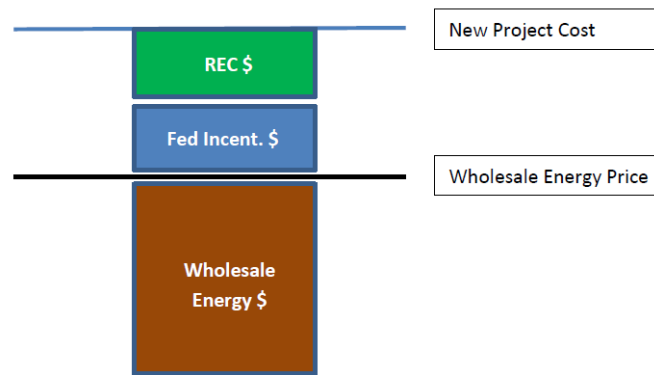 New Project Cost
REC $
Fed Incent. $
Wholesale Energy Price
Wholesale
Energy $